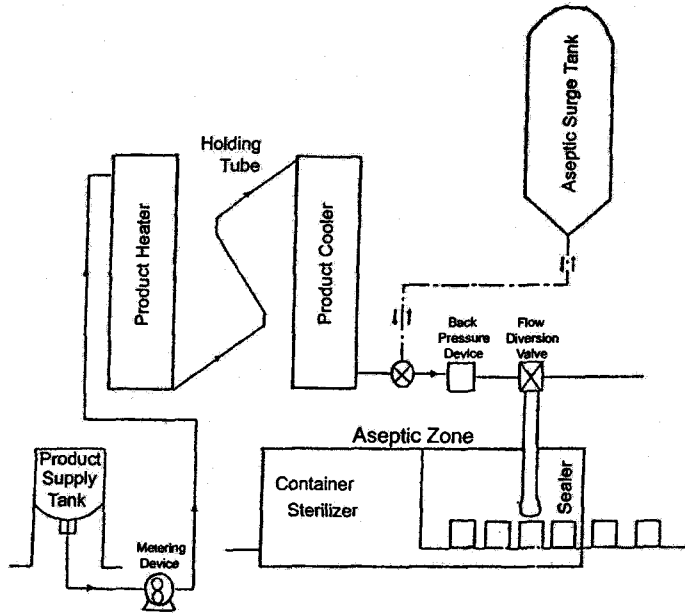 Aseptic Surge Tank
Holding
Tube
Product Heater
Product Cooler
Back
Pressure
Device
Flow
Diversion
Valve
Aseptic Zone
Product
Supply
Tank
Container
Sterilizer
Sealer
Metering
Device